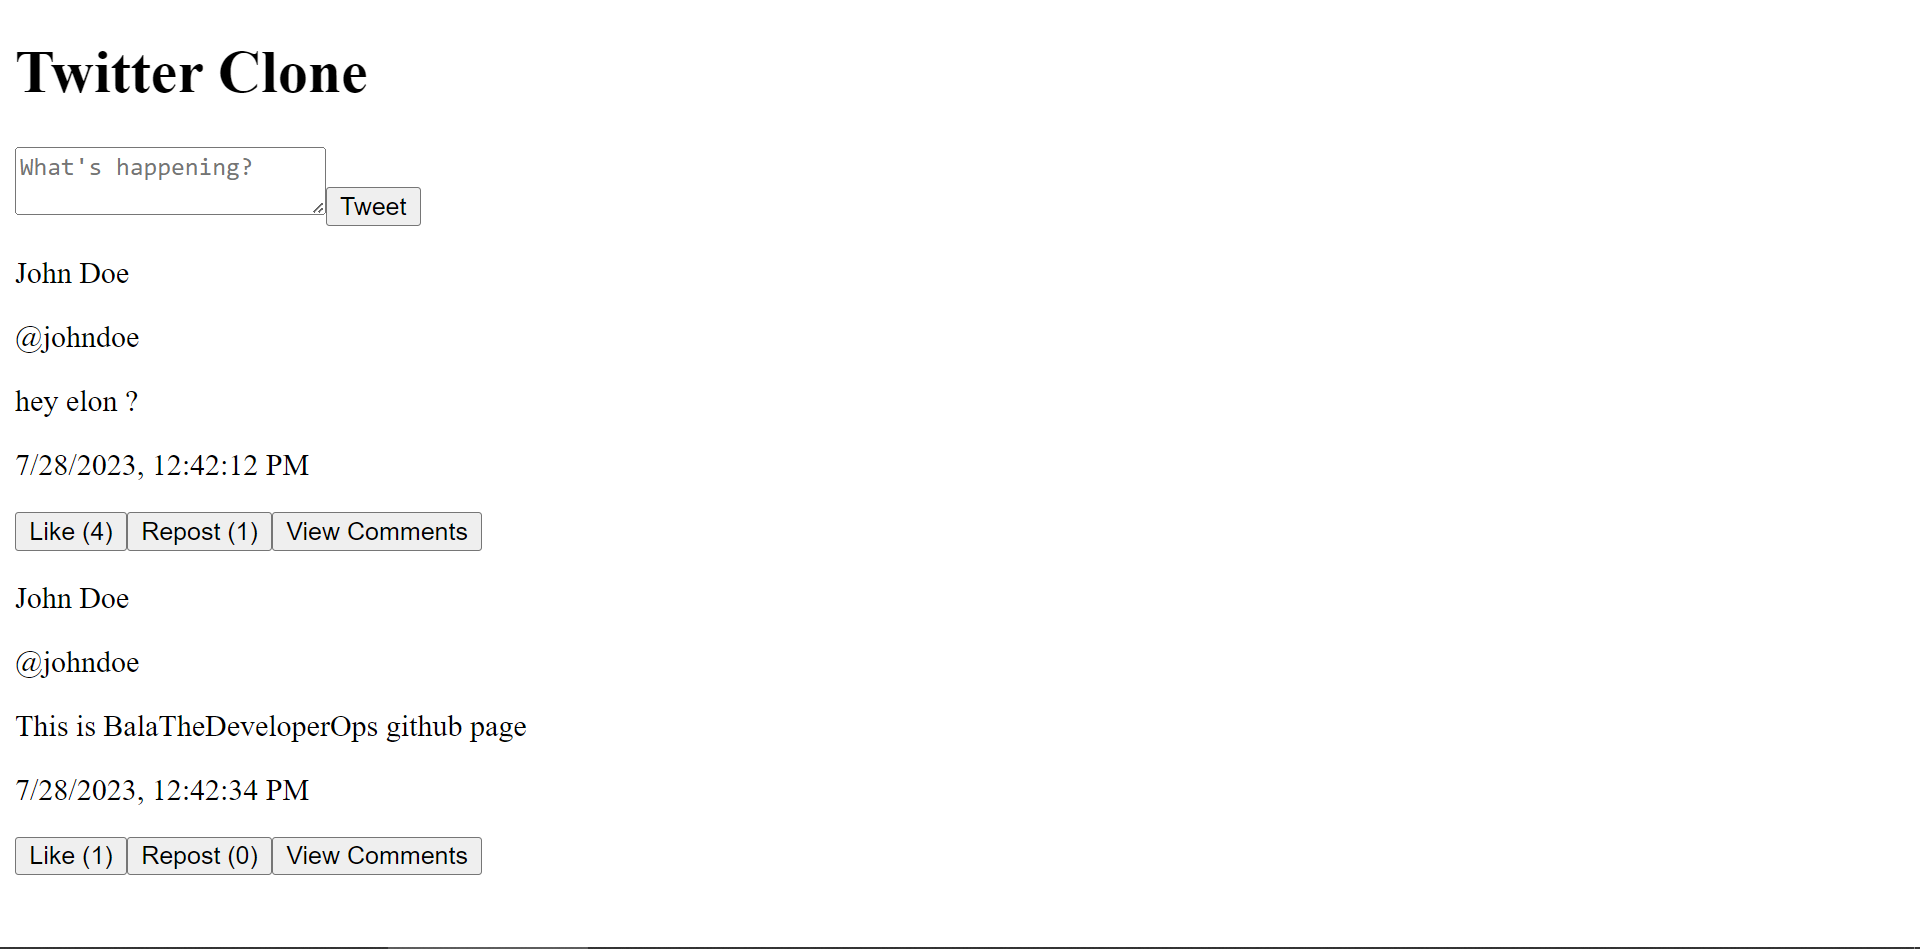 Twitter Clone
What's happening?
Tweet
John Doe
@johndoe
hey elon ?
7/28/2023, 12:42:12 PM
Like (4) Repost (1) View Comments
John Doe
@johndoe
This is BalaTheDeveloperOps github page
7/28/2023, 12:42:34 PM
Like (1) Repost (0) View Comments